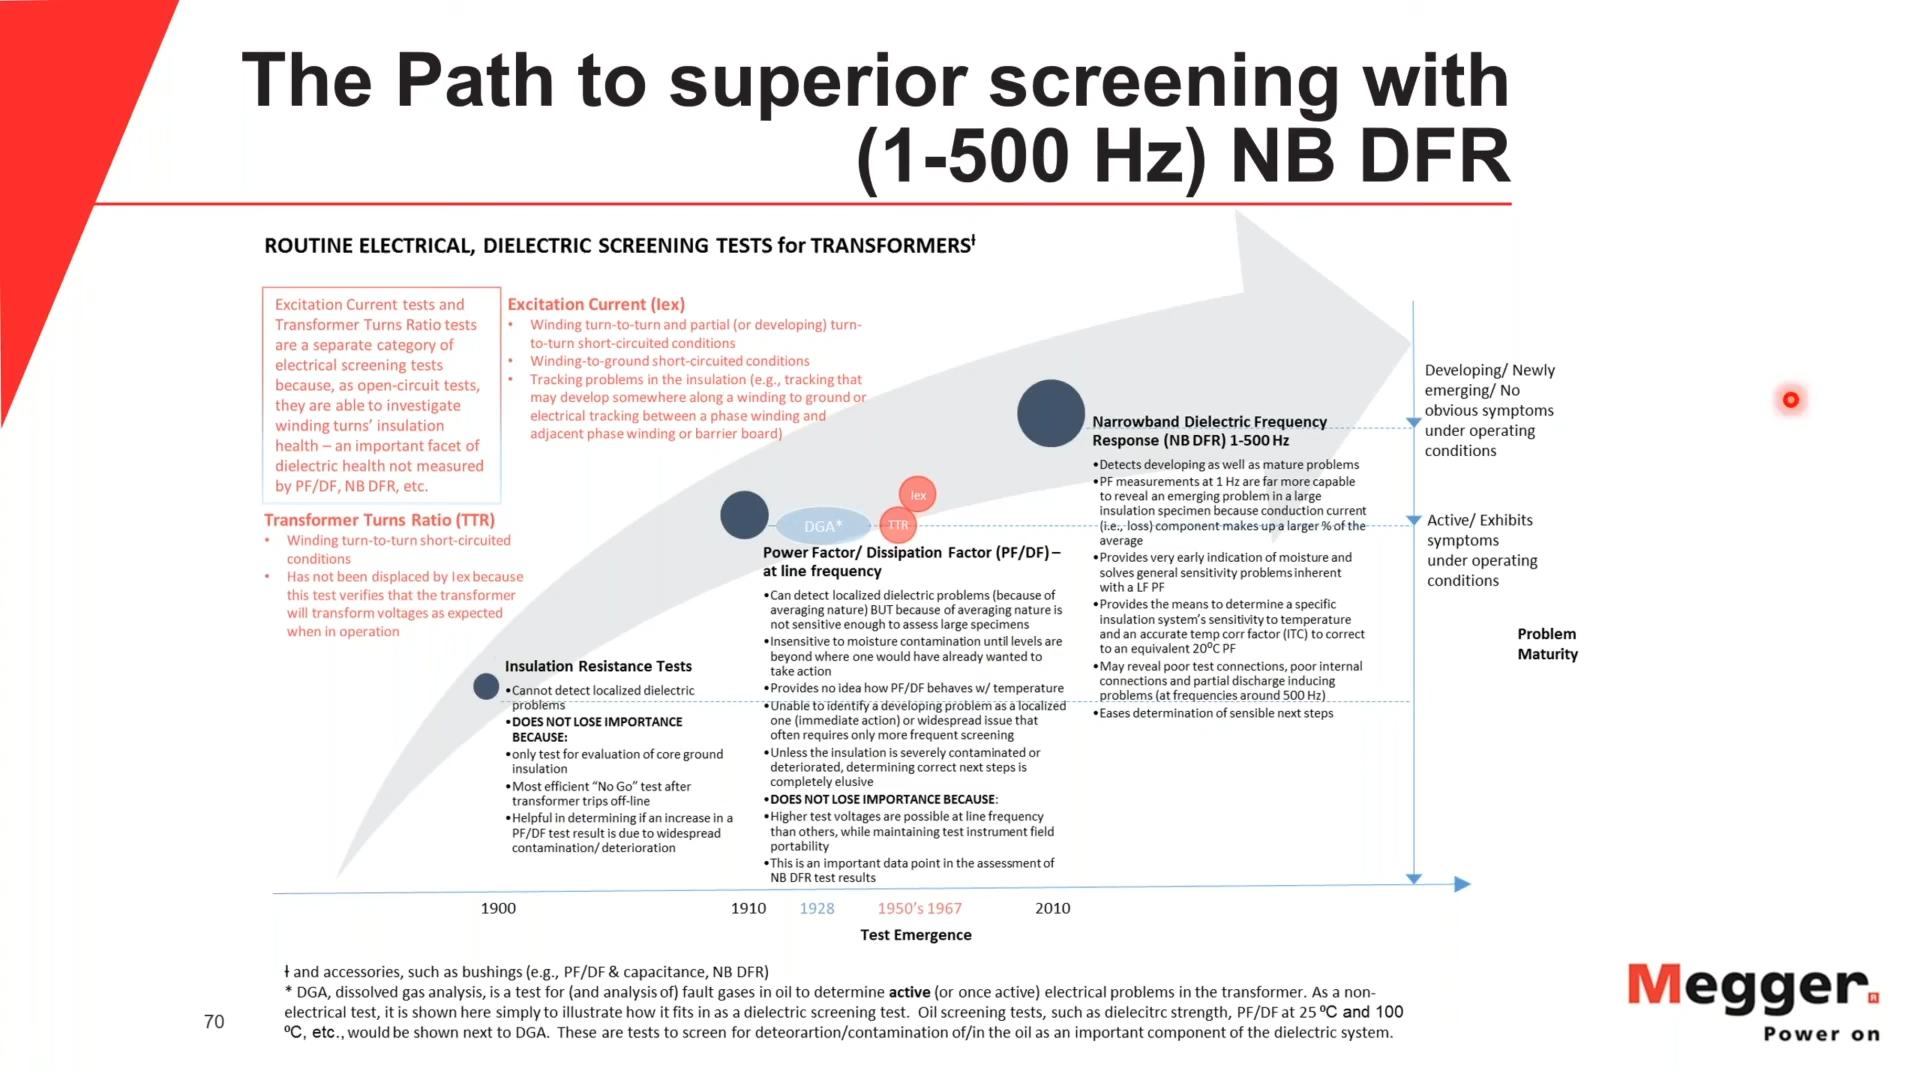 The Path to superior screening with
(1-500 Hz) NB DFR
ROUTINE ELECTRICAL, DIELECTRIC SCREENING TESTS for TRANSFORMERSƚ
Excitation Current tests and
Transformer Turns Ratio tests
are a separate category of
electrical screening tests
because, as open-circuit tests,
they are able to investigate
winding turns’ insulation
health – an important facet of
dielectric health not measured
by PF/DF, NB DFR, etc.
Excitation Current (Iex)
• Winding turn-to-turn and partial (or developing) turn-
to-turn short-circuited conditions
• Winding-to-ground short-circuited conditions
• Tracking problems in the insulation (e.g., tracking that
may develop somewhere along a winding to ground or
electrical tracking between a phase winding and
adjacent phase winding or barrier board)
Transformer Turns Ratio (TTR)
• Winding turn-to-turn short-circuited
conditions
• Has not been displaced by Iex because
this test verifies that the transformer
will transform voltages as expected
when in operation
Insulation Resistance Tests
•Cannot detect localized dielectric
problems
•DOES NOT LOSE IMPORTANCE
BECAUSE:
•only test for evaluation of core ground
insulation
•Most efficient “No Go” test after
transformer trips off-line
•Helpful in determining if an increase in a
PF/DF test result is due to widespread
contamination/ deterioration
DGA*
Iex
TTR
Power Factor/ Dissipation Factor (PF/DF) –
at line frequency
•Can detect localized dielectric problems (because of
averaging nature) BUT because of averaging nature is
not sensitive enough to assess large specimens
•Insensitive to moisture contamination until levels are
beyond where one would have already wanted to
take action
•Provides no idea how PF/DF behaves w/ temperature
•Unable to identify a developing problem as a localized
one (immediate action) or widespread issue that
often requires only more frequent screening
•Unless the insulation is severely contaminated or
deteriorated, determining correct next steps is
completely elusive
•DOES NOT LOSE IMPORTANCE BECAUSE:
•Higher test voltages are possible at line frequency
than others, while maintaining test instrument field
portability
•This is an important data point in the assessment of
NB DFR test results
Narrowband Dielectric Frequency
Response (NB DFR) 1-500 Hz
•Detects developing as well as mature problems
•PF measurements at 1 Hz are far more capable
to reveal an emerging problem in a large
insulation specimen because conduction current
(i.e., loss) component makes up a larger % of the
average
•Provides very early indication of moisture and
solves general sensitivity problems inherent
with a LF PF
•Provides the means to determine a specific
insulation system’s sensitivity to temperature
and an accurate temp corr factor (ITC) to correct
to an equivalent 20⁰C PF
•May reveal poor test connections, poor internal
connections and partial discharge inducing
problems (at frequencies around 500 Hz)
•Eases determination of sensible next steps
Developing/ Newly
emerging/ No
obvious symptoms
under operating
conditions
Active/ Exhibits
symptoms
under operating
conditions
Problem
Maturity
1900 1910 1928 1950’s 1967 2010
Test Emergence
ƚ and accessories, such as bushings (e.g., PF/DF & capacitance, NB DFR)
* DGA, dissolved gas analysis, is a test for (and analysis of) fault gases in oil to determine active (or once active) electrical problems in the transformer. As a non-
electrical test, it is shown here simply to illustrate how it fits in as a dielectric screening test. Oil screening tests, such as dielecitrc strength, PF/DF at 25 ⁰C and 100
⁰C, etc., would be shown next to DGA. These are tests to screen for deteortion/contamination of/in the oil as an important component of the dielectric system.
70
Megger®
Power on